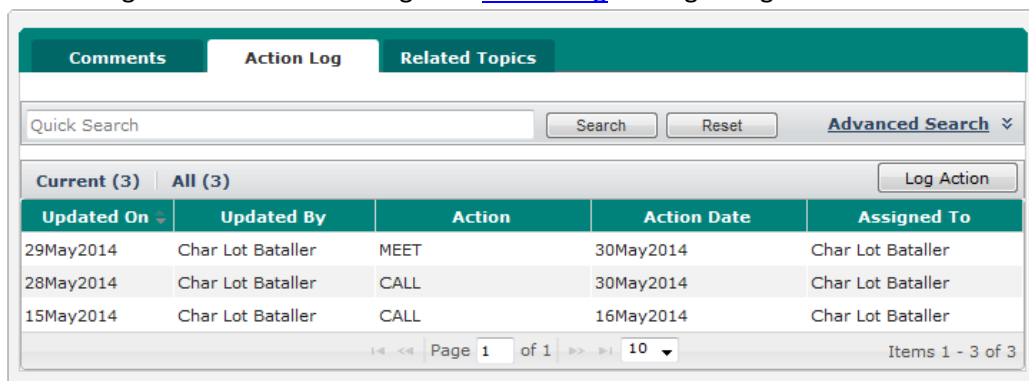 Comments Action Log Related Topics
Quick Search Search Reset Advanced Search
Current (3) All (3) Log Action
Updated On Updated By Action Action Date Assigned To
29May2014 Char Lot Bataller MEET 30May2014 Char Lot Bataller
28May2014 Char Lot Bataller CALL 30May2014 Char Lot Bataller
15May2014 Char Lot Bataller CALL 16May2014 Char Lot Bataller
Page 1 of 1 10 Items 1 - 3 of 3